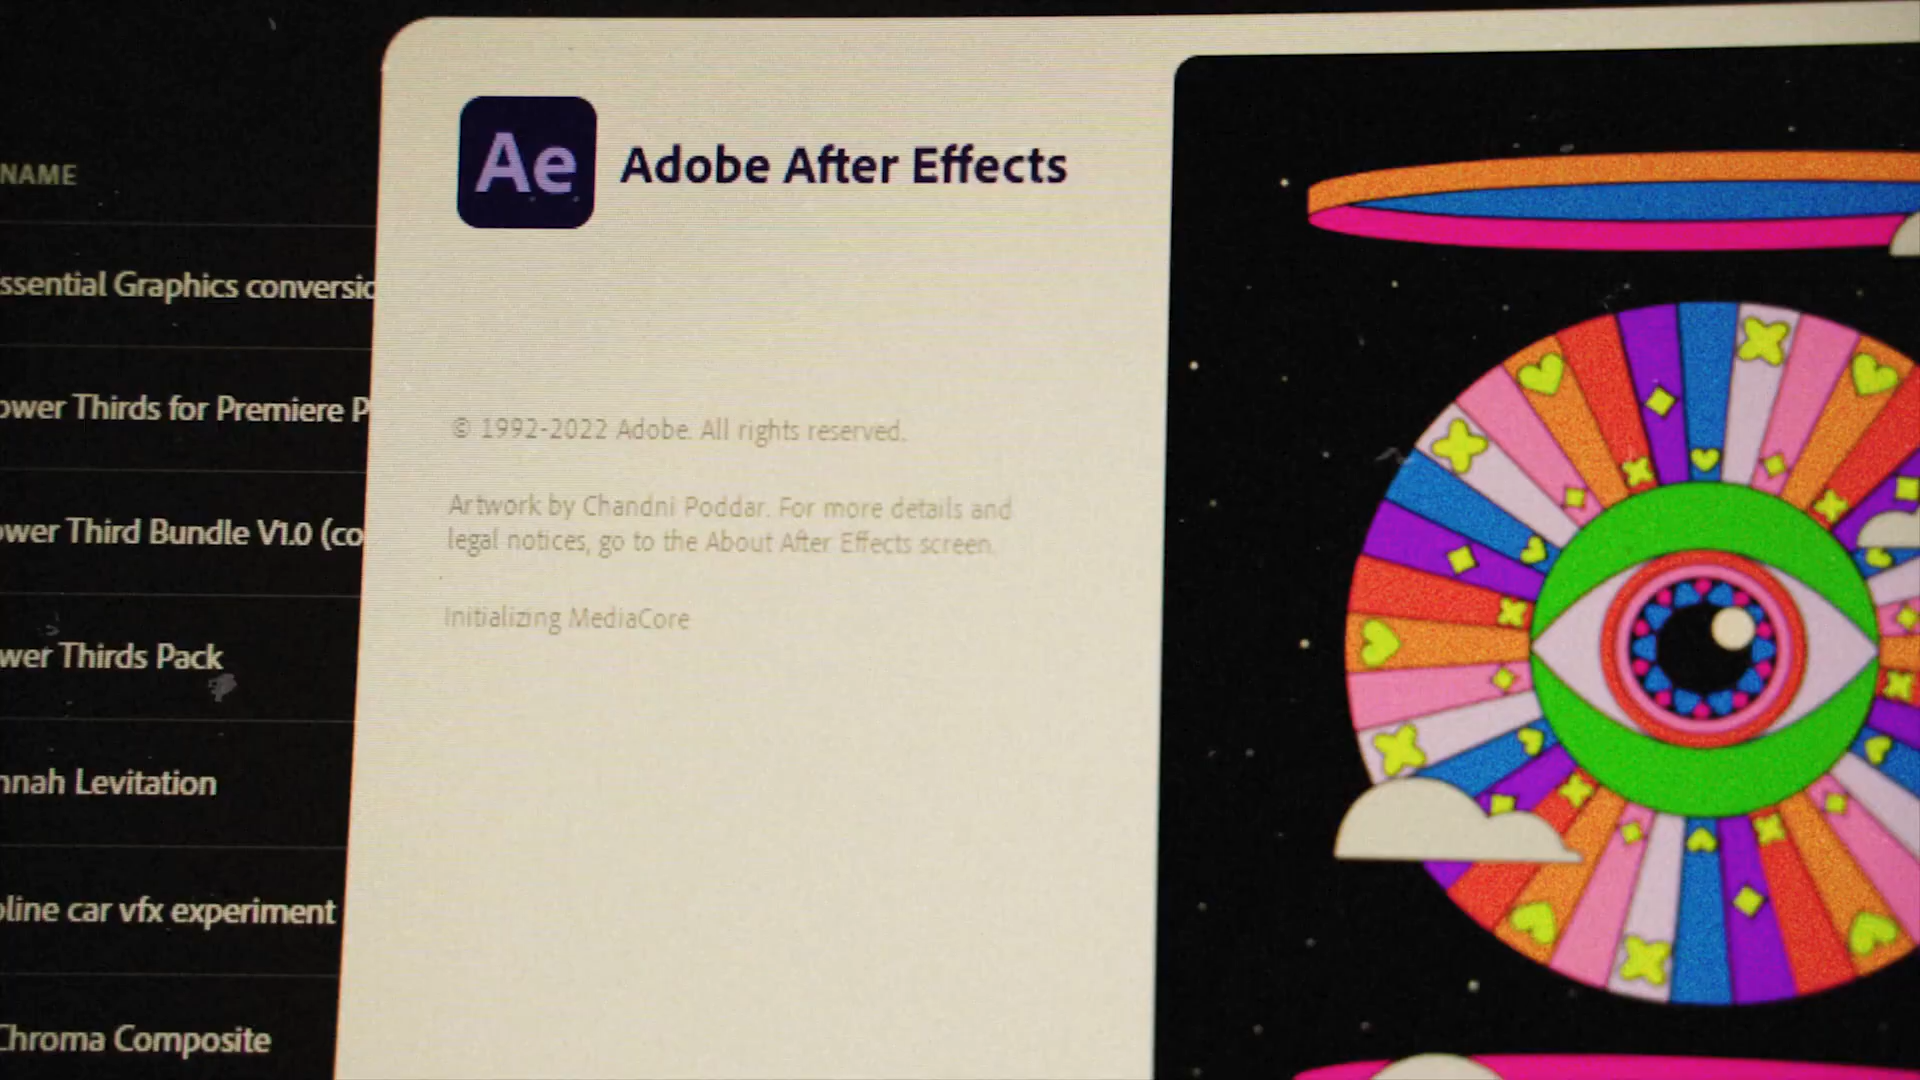 NAME
ssential Graphics conversio
ower Thirds for Premiere P
ower Third Bundle V1.0 (co
wer Thirds Pack
nnah Levitation
oline car vfx experiment
Chroma Composite
Ae
Adobe After Effects
© 1992-2022 Adobe. All rights reserved.
Artwork by Chandni Poddar. For more details and
legal notices, go to the About After Effects screen.
Initializing MediaCore